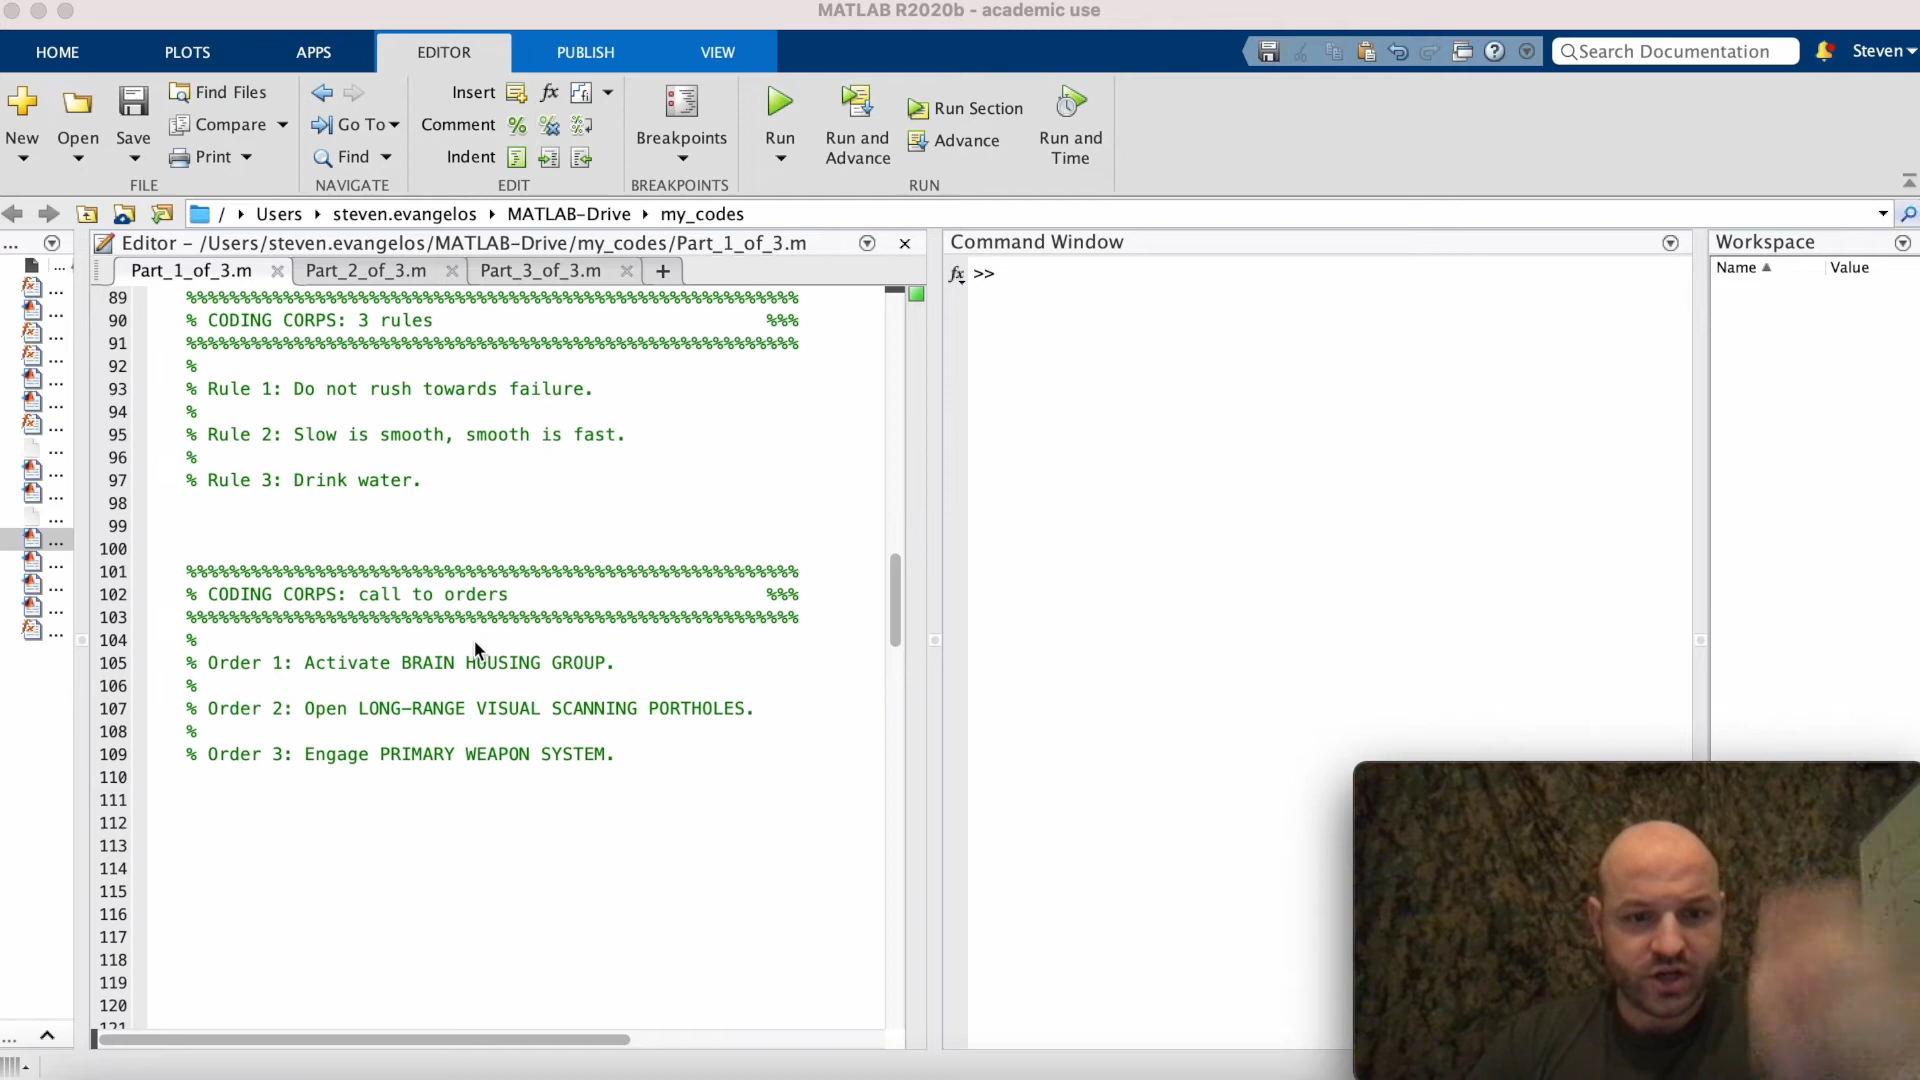 MATLAB R2020b - academic use
HOME PLOTS APPS EDITOR PUBLISH VIEW Search Documentation Steven
New Open Save Find Files Compare Print
Go To Find
Insert Comment Indent
Breakpoints
Run Run and Advance Run Section Advance Run and Time
FILE NAVIGATE EDIT BREAKPOINTS RUN
/ Users steven.evangelos MATLAB-Drive my_codes
Editor - /Users/steven.evangelos/MATLAB-Drive/my_codes/Part_1_of_3.m
Part_1_of_3.m Part_2_of_3.m Part_3_of_3.m +
89 %%%%%%%%%%%%%%%%%%%%%%%%%%%%%%%%%%%%%%%%%%%%%%%%%%%%%%%%%
90 % CODING CORPS: 3 rules %%%
91 %%%%%%%%%%%%%%%%%%%%%%%%%%%%%%%%%%%%%%%%%%%%%%%%%%%%%%%%%
92 %
93 % Rule 1: Do not rush towards failure.
94 %
95 % Rule 2: Slow is smooth, smooth is fast.
96 %
97 % Rule 3: Drink water.
98
99
100
101 %%%%%%%%%%%%%%%%%%%%%%%%%%%%%%%%%%%%%%%%%%%%%%%%%%%%%%%%%
102 % CODING CORPS: call to orders %%%
103 %%%%%%%%%%%%%%%%%%%%%%%%%%%%%%%%%%%%%%%%%%%%%%%%%%%%%%%%%
104 %
105 % Order 1: Activate BRAIN HOUSING GROUP.
106 %
107 % Order 2: Open LONG-RANGE VISUAL SCANNING PORTHOLES.
108 %
109 % Order 3: Engage PRIMARY WEAPON SYSTEM.
110
111
112
113
114
115
116
117
118
119
120
121
Command Window
fx >>
Workspace
Name Value